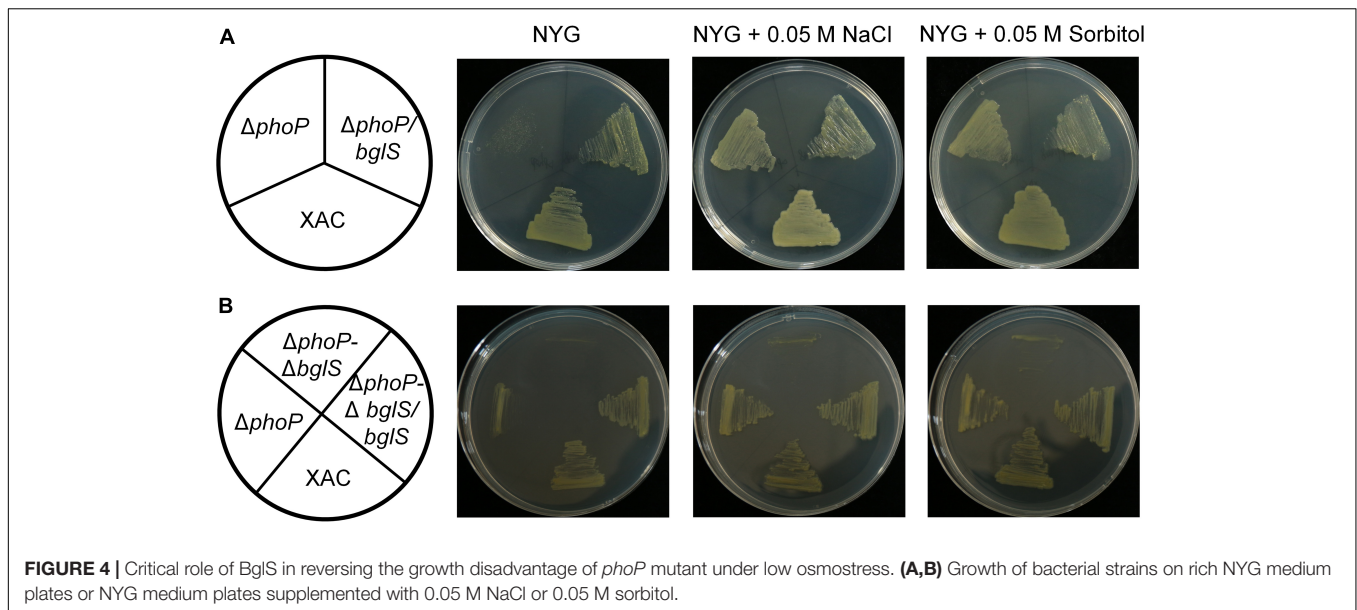 A
NYG
NYG + 0.05 M NaCl
NYG + 0.05 M Sorbitol
ΔphoP
ΔphoP/
bglS
XAC
B
ΔphoP-
ΔbglS
ΔphoP-
Δ bglS/
bglS
ΔphoP
XAC
FIGURE 4 | Critical role of BglS in reversing the growth disadvantage of phoP mutant under low osmostress. (A,B) Growth of bacterial strains on rich NYG medium
plates or NYG medium plates supplemented with 0.05 M NaCl or 0.05 M sorbitol.